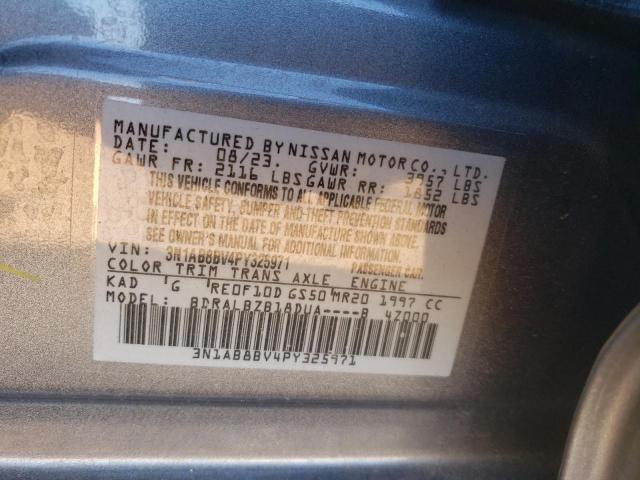 MANUFACTURED BY NISSAN MOTOR CO., LTD.
DATE: 08/23. GVWR: 3957 LBS
GAWR FR: 2116 LBS GAWR RR: 1852 LBS
THIS VEHICLE CONFORMS TO ALL APPLICABLE FEDERAL MOTOR
VEHICLE SAFETY, BUMPER AND THEFT PREVENTION STANDARDS
IN EFFECT ON THE DATE OF MANUFACTURE SHOWN ABOVE.
SEE OWNER'S MANUAL FOR ADDITIONAL INFORMATION.
VIN: 3N1AB8BV4PY325971 PASSENGER CAR.
COLOR TRIM TRANS AXLE ENGINE
KAD G RE0F10D GS50 MR20 1997 CC
MODEL: BDRALBZB18DUA----B 4Z000
3N1AB8BV4PY325971